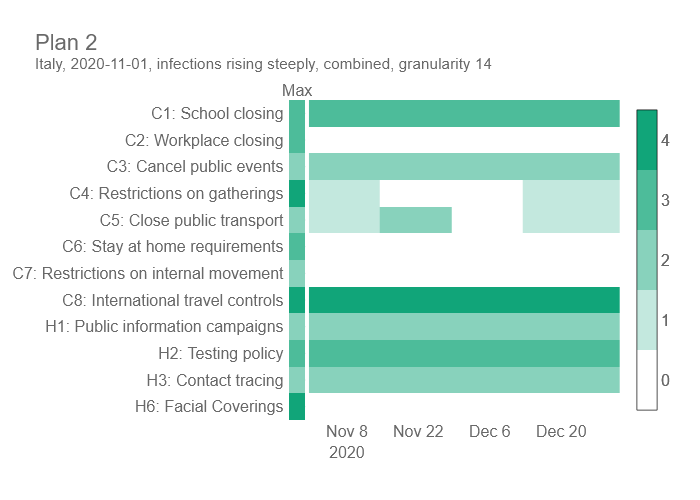 Plan 2
Italy, 2020-11-01, infections rising steeply, combined, granularity 14
Max
C1: School closing
C2: Workplace closing
C3: Cancel public events
C4: Restrictions on gatherings
C5: Close public transport
C6: Stay at home requirements
C7: Restrictions on internal movement
C8: International travel controls
H1: Public information campaigns
H2: Testing policy
H3: Contact tracing
H6: Facial Coverings
Nov 8
2020
Nov 22
Dec 6
Dec 20
4
3
2
1
0